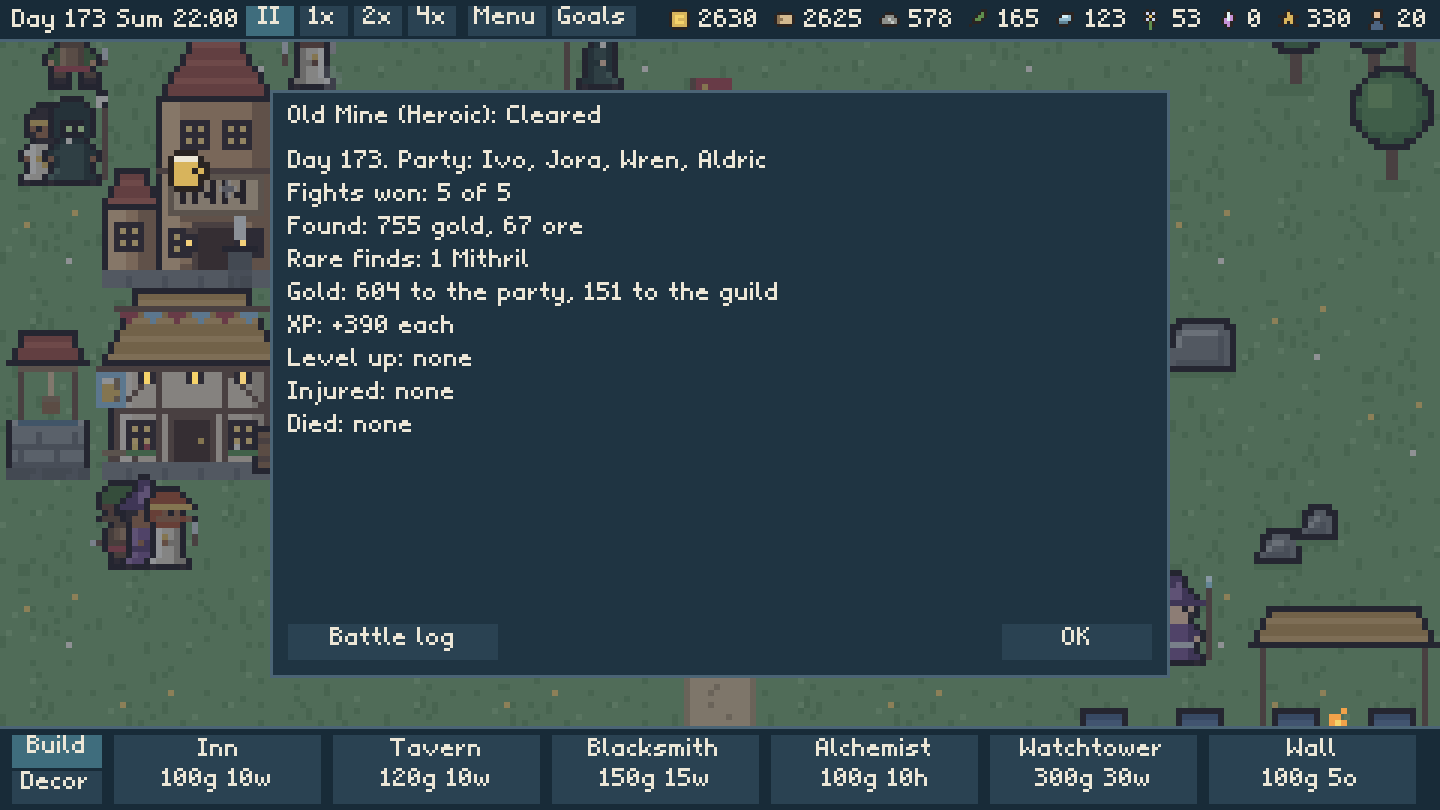 Day 173 Sum 22:00 II 1x 2x 4x Menu Goals 2630 2625 578 165 123 53 0 330 20
Old Mine (Heroic): Cleared
Day 173. Party: Ivo, Jora, Wren, Aldric
Fights won: 5 of 5
Found: 755 gold, 67 ore
Rare finds: 1 Mithril
Gold: 604 to the party, 151 to the guild
XP: +390 each
Level up: none
Injured: none
Died: none
Battle log OK
Build Inn Tavern Blacksmith Alchemist Watchtower Wall
Decor 100g 10w 120g 10w 150g 15w 100g 10h 300g 30w 100g 5o